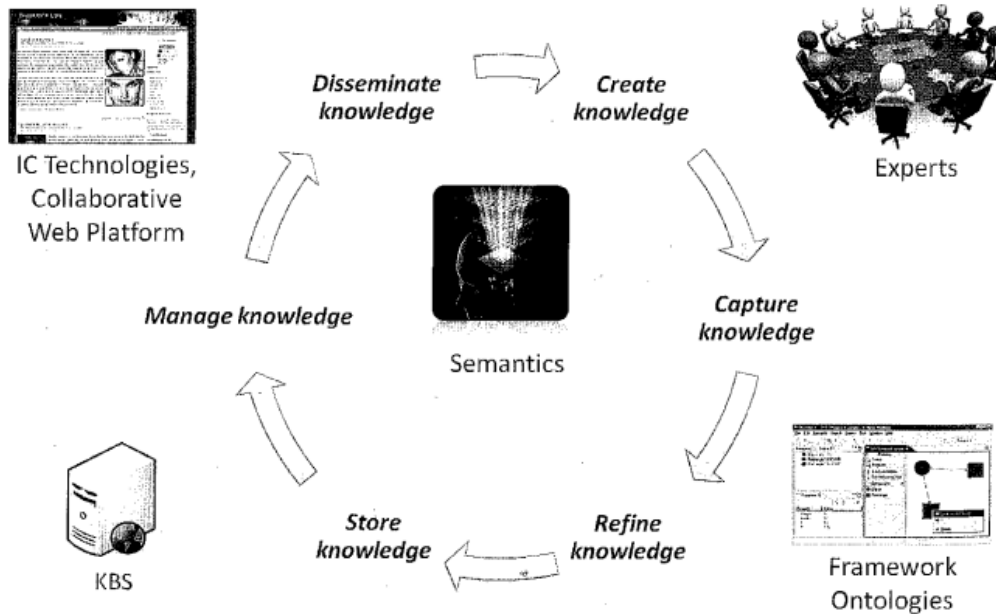 Disseminate
knowledge
Create
knowledge
IC Technologies,
Collaborative
Web Platform
Experts
Manage knowledge
Capture
knowledge
Semantics
Store
knowledge
Refine
knowledge
KBS
Framework
Ontologies